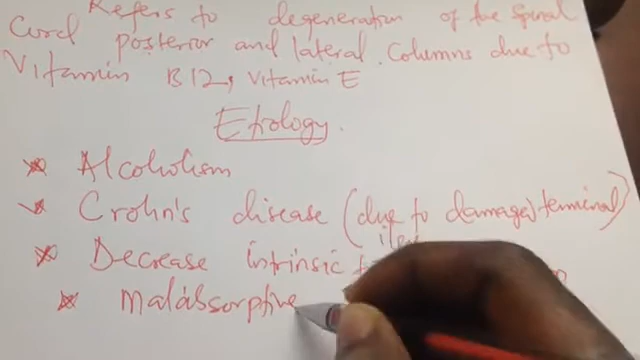 Refers to degeneration of the Spinal
Cord posterior and lateral Columns due to
Vitamin B12, Vitamin E
Etiology.
Alcoholism
Crohn's disease (due to damage) terminal)
Decrease intrinsic
Malabsorptive